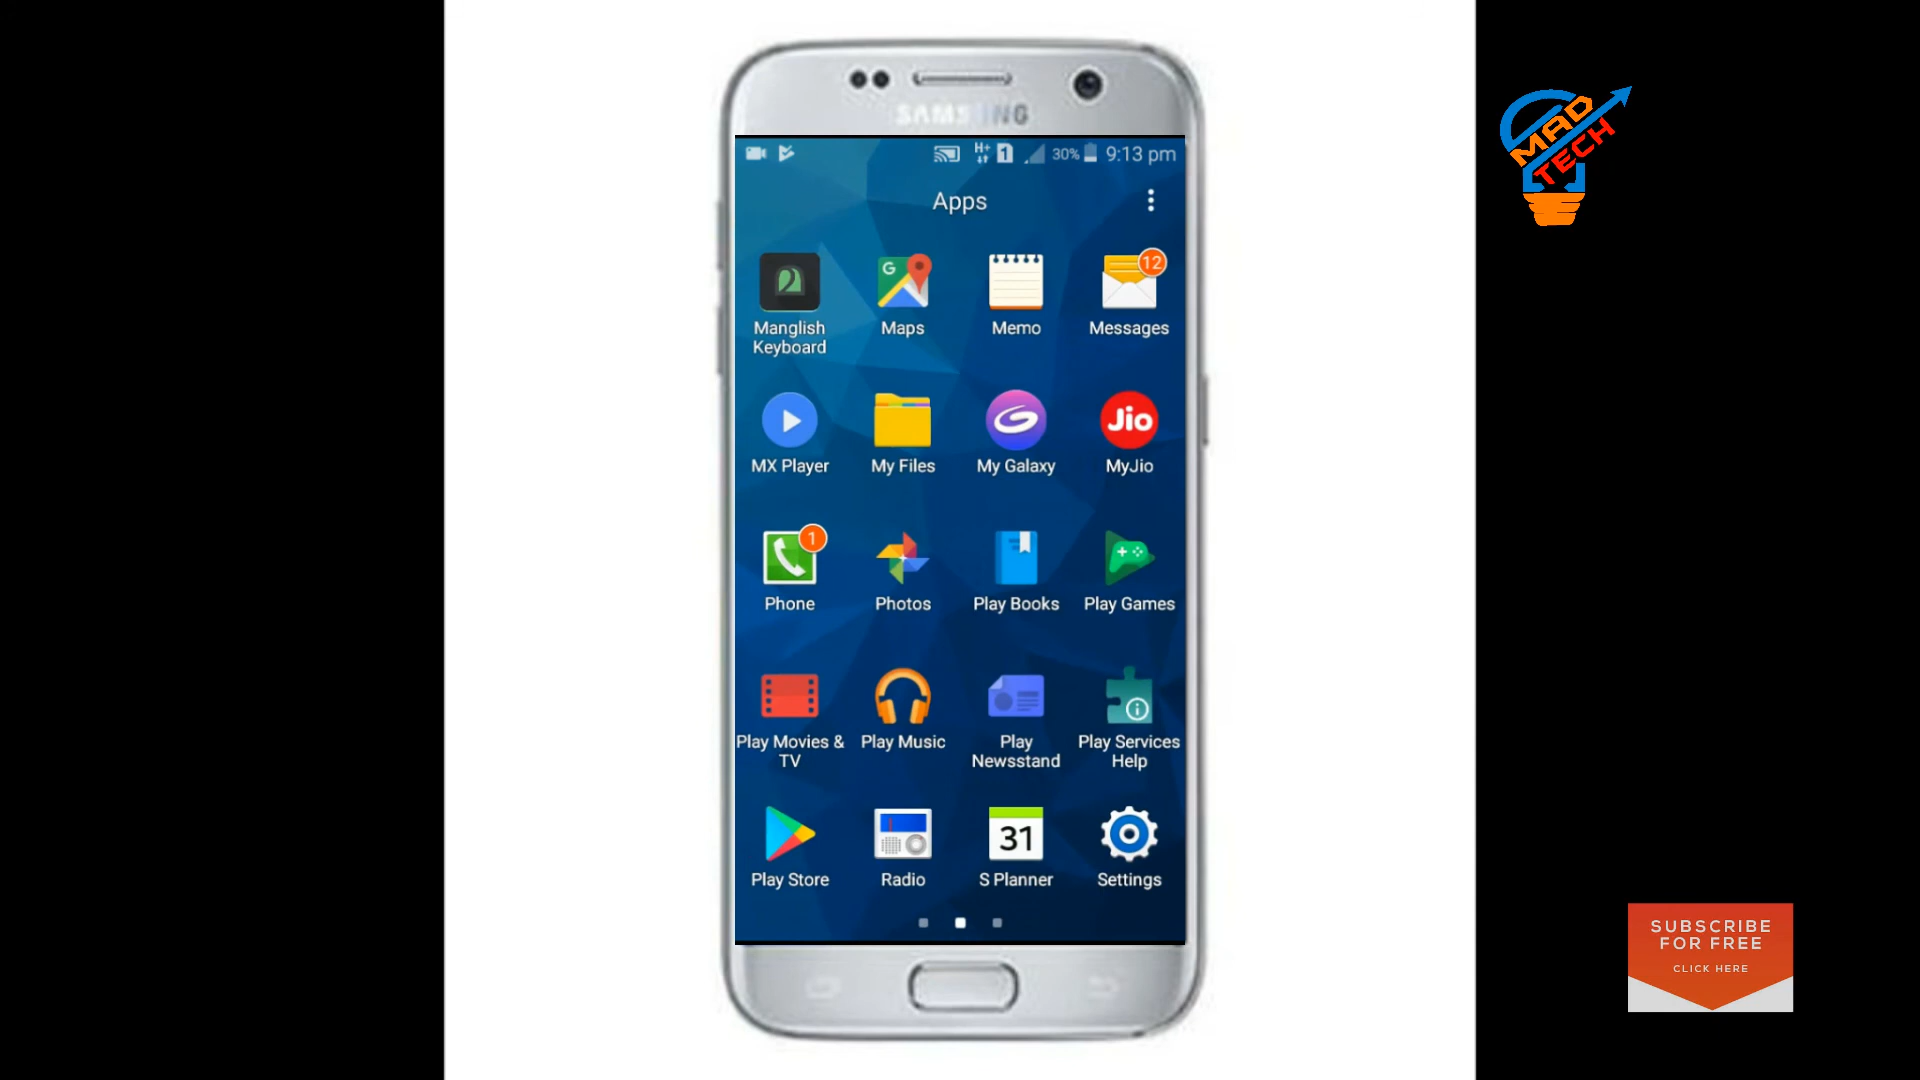 SAMSUNG
H+
1
30%
9:13 pm
Apps
Manglish
Keyboard
G
Maps
Memo
12
Messages
MX Player
My Files
My Galaxy
Jio
MyJio
1
Phone
Photos
Play Books
Play Games
Play Movies &
TV
Play Music
Play
Newsstand
Play Services
Help
Play Store
Radio
31
S Planner
Settings
MAD
TECH
SUBSCRIBE
FOR FREE
CLICK HERE